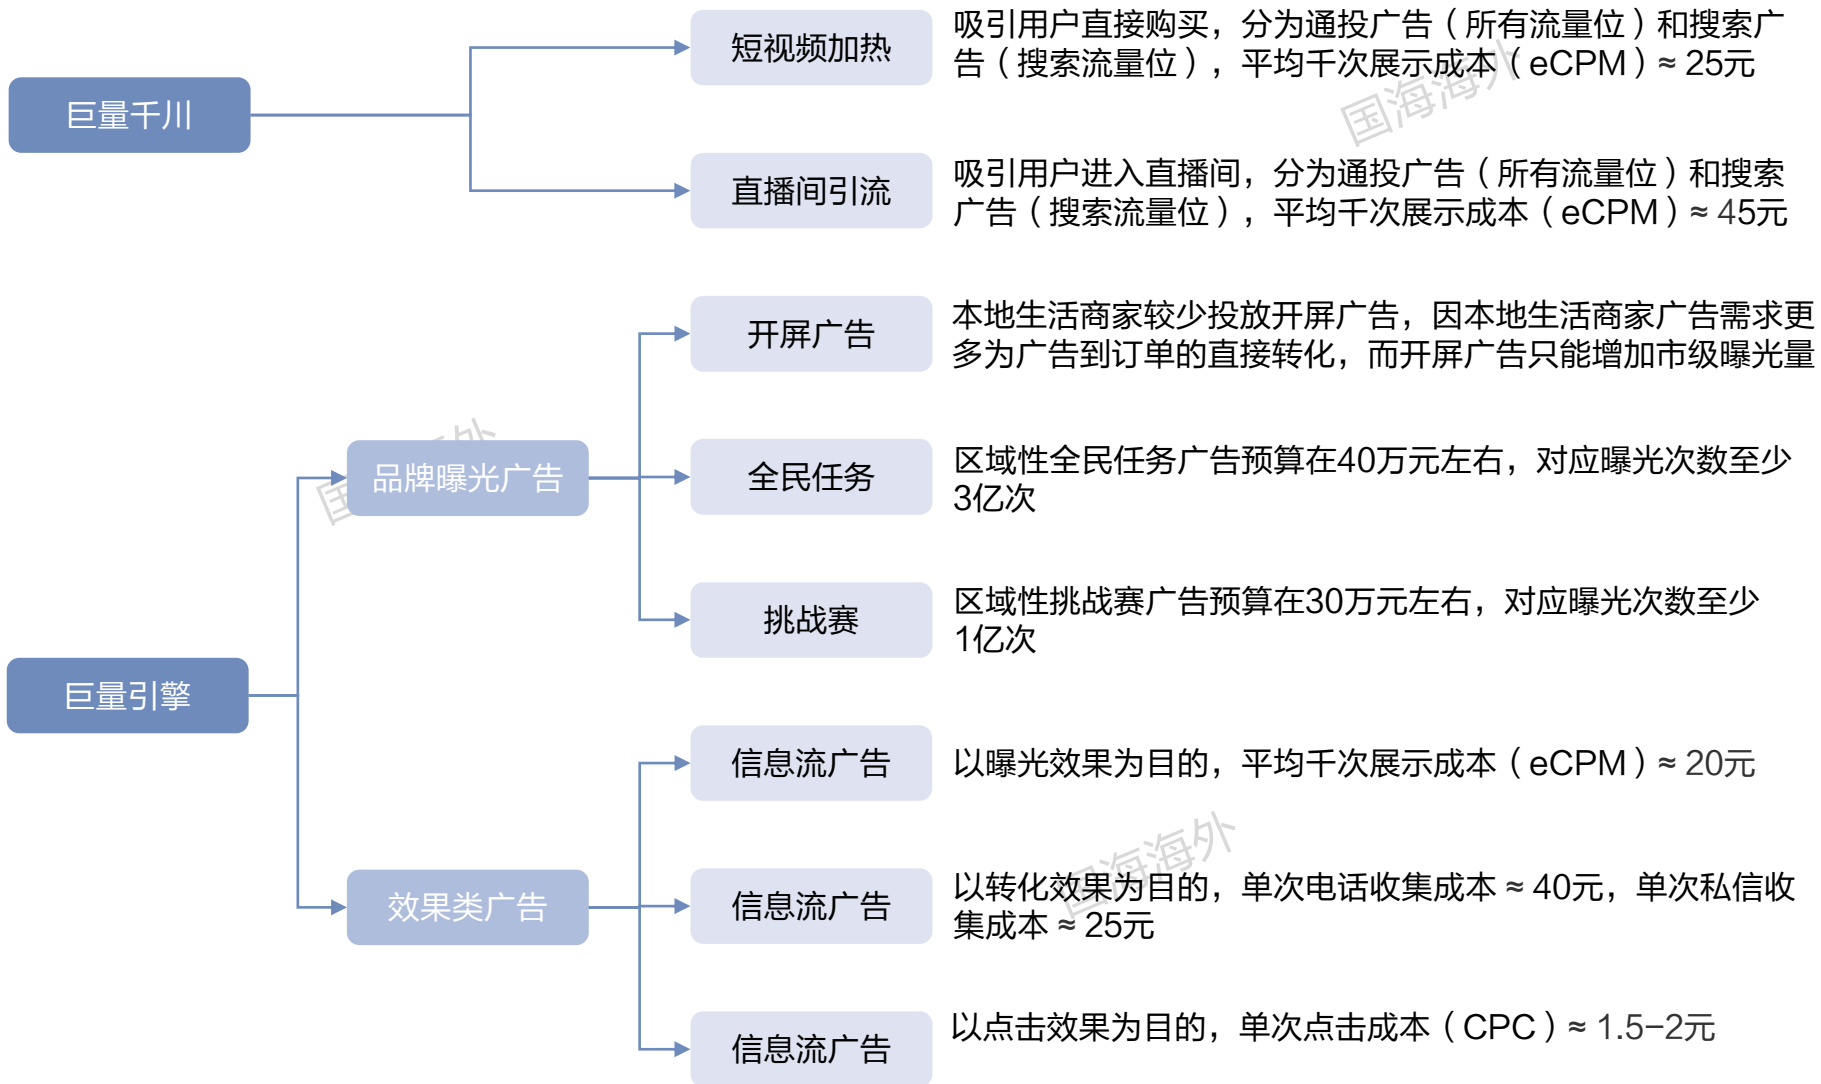 巨量千川
短视频加热
吸引用户直接购买，分为通投广告（所有流量位）和搜索广
告（搜索流量位），平均千次展示成本（eCPM）≈ 25元
国海海外
直播间引流
吸引用户进入直播间，分为通投广告（所有流量位）和搜索
广告（搜索流量位），平均千次展示成本（eCPM）≈ 45元
开屏广告
本地生活商家较少投放开屏广告，因本地生活商家广告需求更
多为广告到订单的直接转化，而开屏广告只能增加市级曝光量
品牌曝光广告
全民任务
区域性全民任务广告预算在40万元左右，对应曝光次数至少
3亿次
挑战赛
区域性挑战赛广告预算在30万元左右，对应曝光次数至少
1亿次
巨量引擎
信息流广告
以曝光效果为目的，平均千次展示成本（eCPM）≈ 20元
国海海外
效果类广告
信息流广告
以转化效果为目的，单次电话收集成本 ≈ 40元，单次私信收
集成本 ≈ 25元
信息流广告
以点击效果为目的，单次点击成本（CPC）≈ 1.5-2元